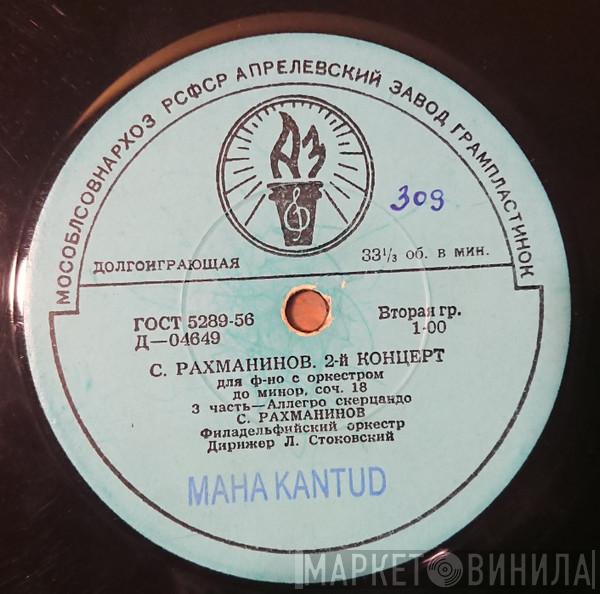 МОСОБЛСОВНАРХОЗ РСФСР АПРЕЛЕВСКИЙ ЗАВОД ГРАМПЛАСТИНОК
АЗ
309
ДОЛГОИГРАЮЩАЯ 33⅓ об. в мин.
ГОСТ 5289-56 Вторая гр.
Д—04649 1-00
С. РАХМАНИНОВ. 2-й КОНЦЕРТ
для ф-но с оркестром
до минор, соч. 18
3 часть—Аллегро скерцандо
С. РАХМАНИНОВ
Филадельфийский оркестр
Дирижер Л. Стоковский
MAHA KANTUD
МАРКЕТ ВИНИЛА